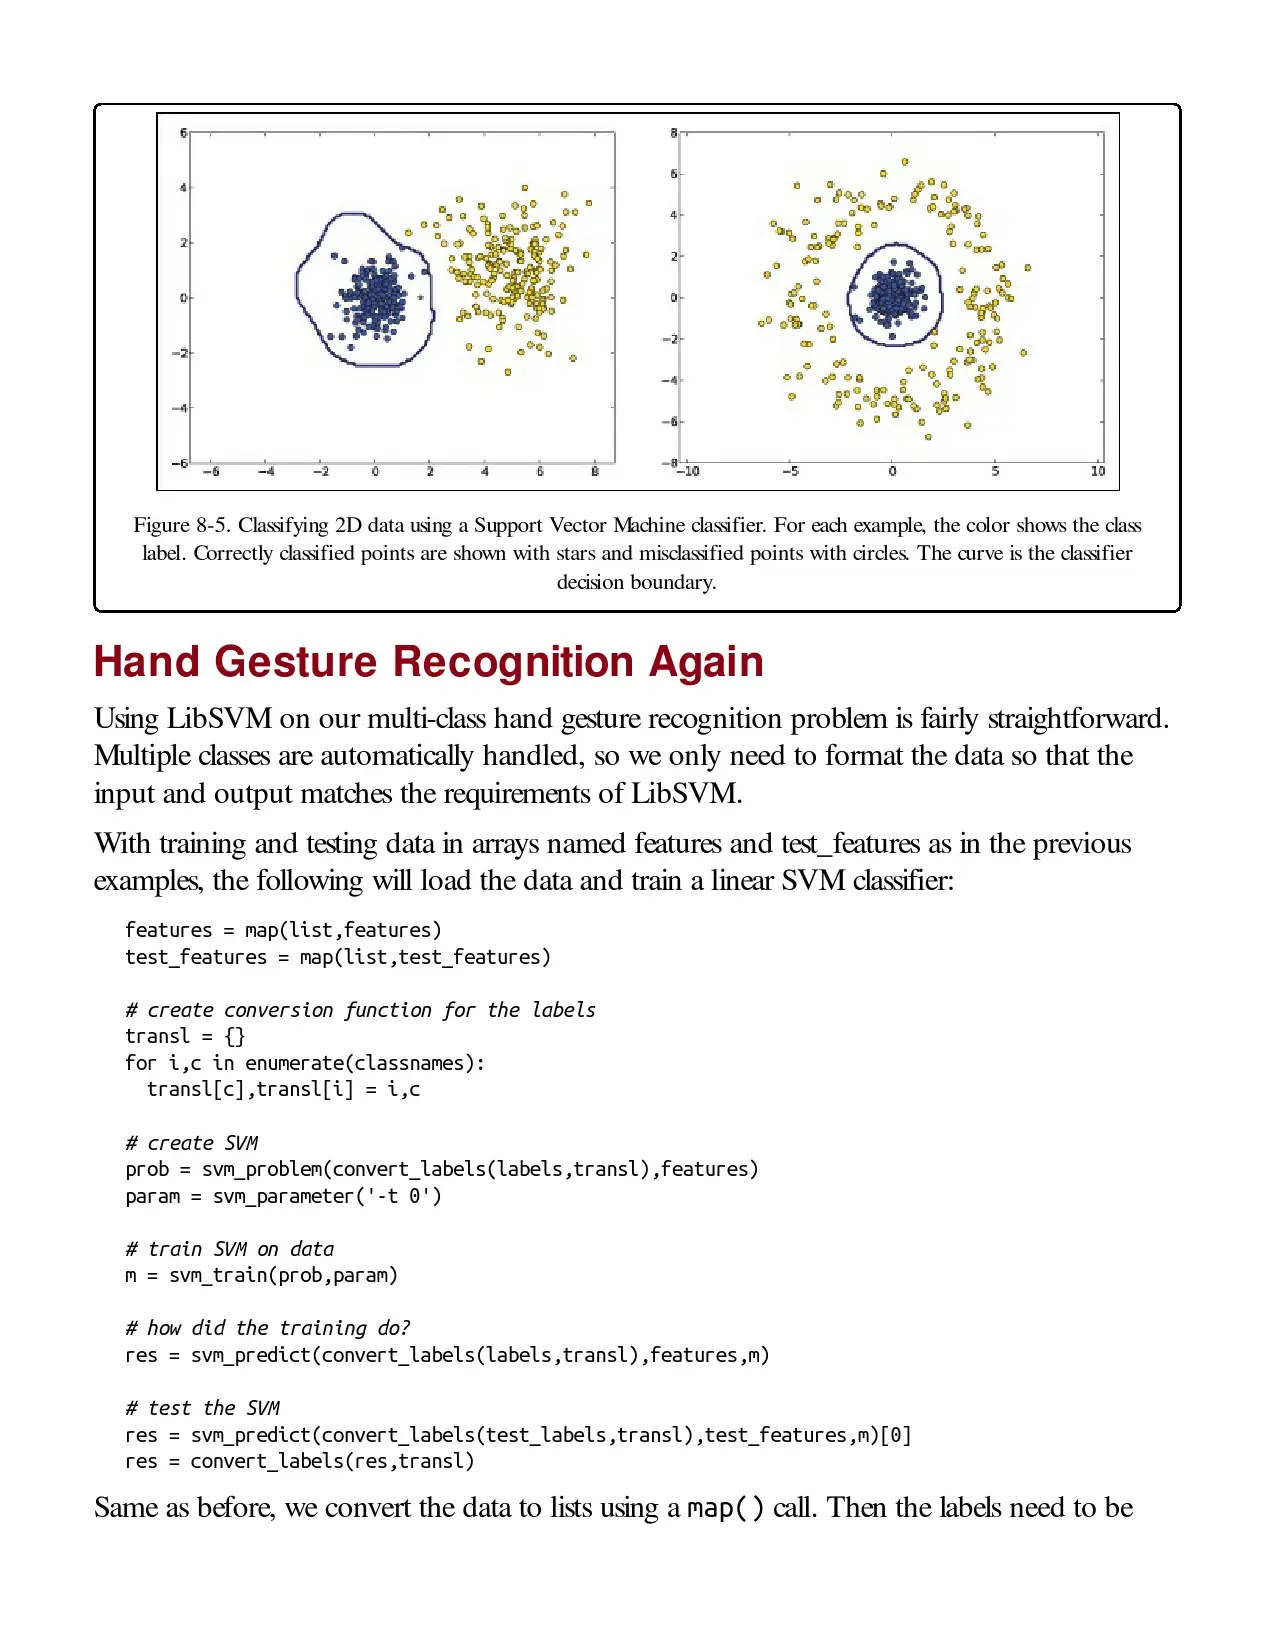 6
4
2
0
−2
−4
−6
−6
−4
−2
0
2
4
6
8
8
6
4
2
0
−2
−4
−6
−8
−10
−5
0
5
10
Figure 8-5. Classifying 2D data using a Support Vector Machine classifier. For each example, the color shows the class
label. Correctly classified points are shown with stars and misclassified points with circles. The curve is the classifier
decision boundary.
Hand Gesture Recognition Again
Using LibSVM on our multi-class hand gesture recognition problem is fairly straightforward.
Multiple classes are automatically handled, so we only need to format the data so that the
input and output matches the requirements of LibSVM.
With training and testing data in arrays named features and test_features as in the previous
examples, the following will load the data and train a linear SVM classifier:
features = map(list,features)
test_features = map(list,test_features)
# create conversion function for the labels
transl = {}
for i,c in enumerate(classnames):
  transl[c],transl[i] = i,c
# create SVM
prob = svm_problem(convert_labels(labels,transl),features)
param = svm_parameter('-t 0')
# train SVM on data
m = svm_train(prob,param)
# how did the training do?
res = svm_predict(convert_labels(labels,transl),features,m)
# test the SVM
res = svm_predict(convert_labels(test_labels,transl),test_features,m)[0]
res = convert_labels(res,transl)
Same as before, we convert the data to lists using a map() call. Then the labels need to be